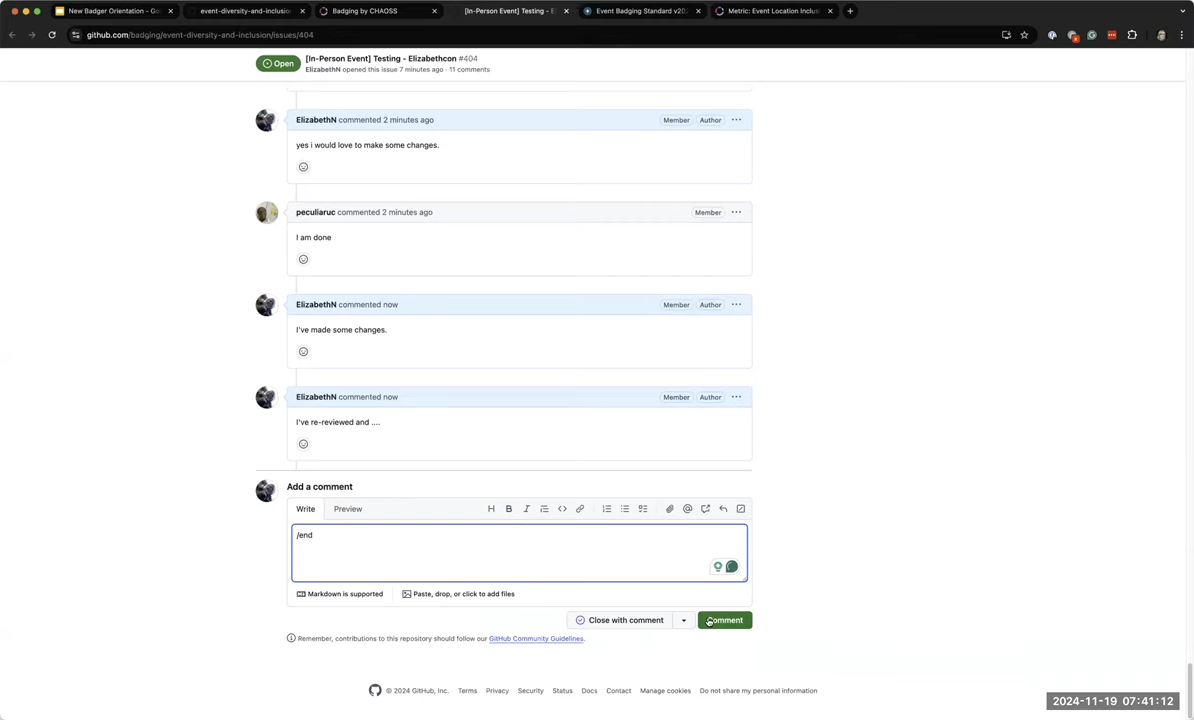 New Badger Orientation - Go
event-diversity-and-inclusion
Badging by CHAOSS
[In-Person Event] Testing - E
Event Badging Standard v202
Metric: Event Location Inclus
github.com/badging/event-diversity-and-inclusion/issues/404
Open
[In-Person Event] Testing - Elizabethcon #404
ElizabethN opened this issue 7 minutes ago · 11 comments
ElizabethN commented 2 minutes ago
Member
Author
yes i would love to make some changes.
peculiaruc commented 2 minutes ago
Member
I am done
ElizabethN commented now
Member
Author
I've made some changes.
ElizabethN commented now
Member
Author
I've re-reviewed and ....
Add a comment
Write
Preview
/end
Markdown is supported
Paste, drop, or click to add files
Close with comment
Comment
Remember, contributions to this repository should follow our GitHub Community Guidelines.
© 2024 GitHub, Inc.
Terms
Privacy
Security
Status
Docs
Contact
Manage cookies
Do not share my personal information
2024-11-19 07:41:12